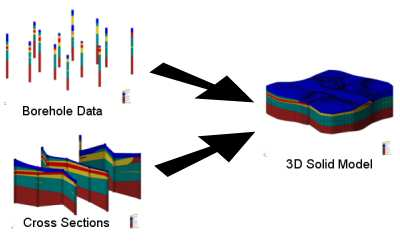 Borehole Data
3D Solid Model
Cross Sections